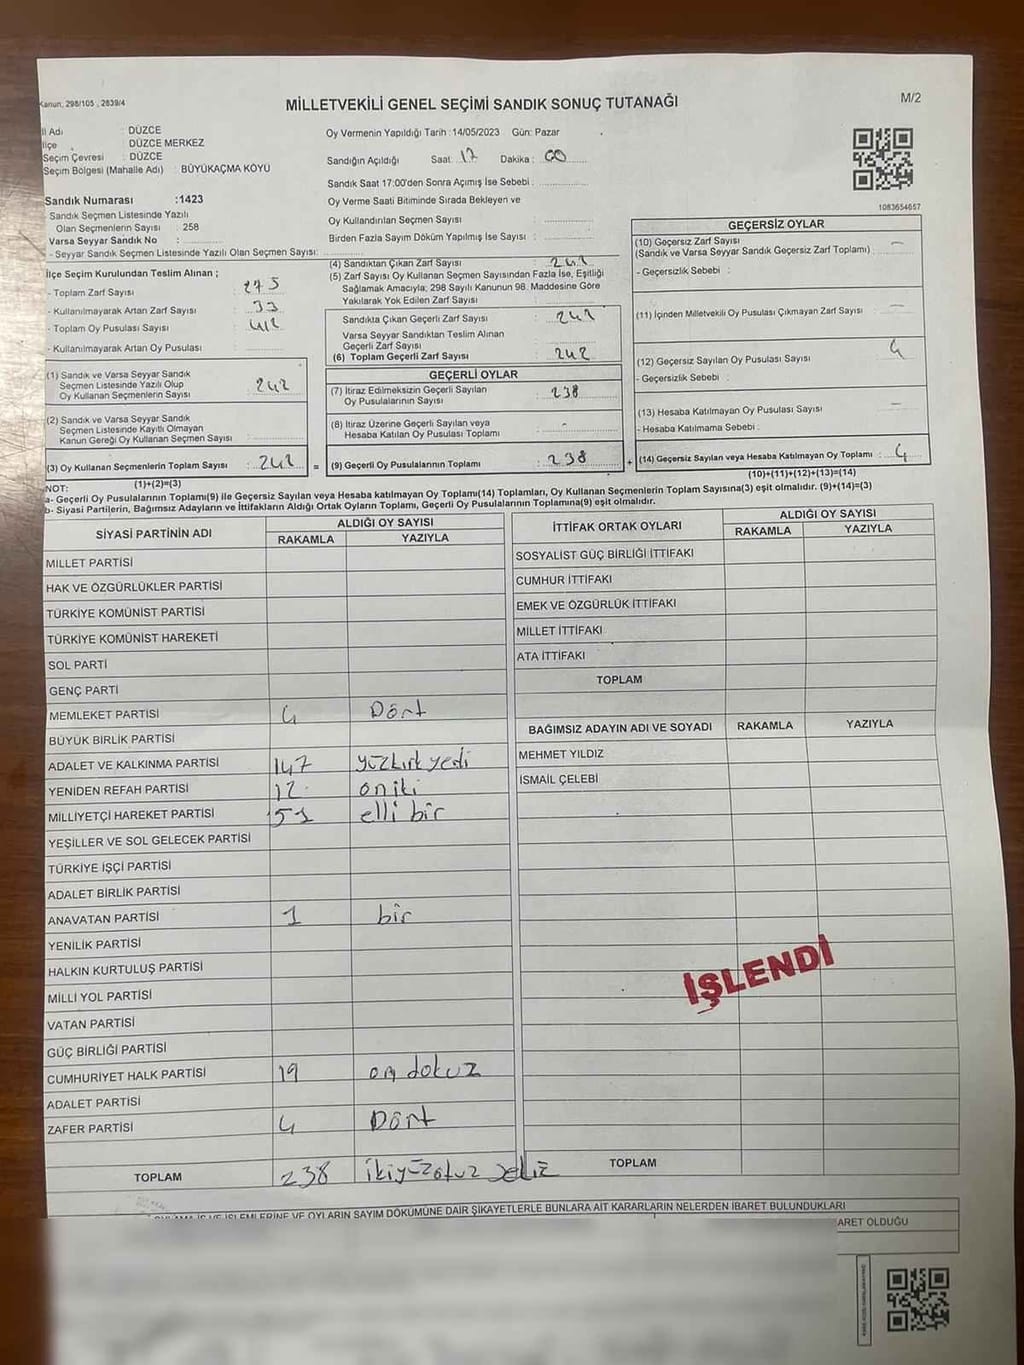 Kanun, 298/105 , 2839/4
MİLLETVEKİLİ GENEL SEÇİMİ SANDIK SONUÇ TUTANAĞI
M/2
İl Adı : DÜZCE
İlçe : DÜZCE MERKEZ
Seçim Çevresi : DÜZCE
Seçim Bölgesi (Mahalle Adı) : BÜYÜKAÇMA KÖYÜ
Sandık Numarası :1423
Sandık Seçmen Listesinde Yazılı
Olan Seçmenlerin Sayısı : 258
Varsa Seyyar Sandık No :
- Seyyar Sandık Seçmen Listesinde Yazılı Olan Seçmen Sayısı:
Oy Vermenin Yapıldığı Tarih :14/05/2023 Gün: Pazar
Sandığın Açıldığı Saat: 17 Dakika : 00
Sandık Saat 17:00'den Sonra Açımış İse Sebebi :
Oy Verme Saati Bitiminde Sırada Bekleyen ve
Oy Kullandırılan Seçmen Sayısı :
Birden Fazla Sayım Döküm Yapılmış İse Sayısı :
1083654657
İlçe Seçim Kurulundan Teslim Alınan ;
- Toplam Zarf Sayısı : 275
- Kullanılmayarak Artan Zarf Sayısı : 33
- Toplam Oy Pusulası Sayısı : 412
- Kullanılmayarak Artan Oy Pusulası :
(1) Sandık ve Varsa Seyyar Sandık
Seçmen Listesinde Yazılı Olup
Oy Kullanan Seçmenlerin Sayısı : 242
(2) Sandık ve Varsa Seyyar Sandık
Seçmen Listesinde Kayıtlı Olmayan
Kanun Gereği Oy Kullanan Seçmen Sayısı :
(3) Oy Kullanan Seçmenlerin Toplam Sayısı : 242
(1)+(2)=(3)
(4) Sandıktan Çıkan Zarf Sayısı : 242
(5) Zarf Sayısı Oy Kullanan Seçmen Sayısından Fazla İse, Eşitliği
Sağlamak Amacıyla; 298 Sayılı Kanunun 98. Maddesine Göre
Yakılarak Yok Edilen Zarf Sayısı :
Sandıkta Çıkan Geçerli Zarf Sayısı : 242
Varsa Seyyar Sandıktan Teslim Alınan
Geçerli Zarf Sayısı :
(6) Toplam Geçerli Zarf Sayısı : 242
GEÇERLİ OYLAR
(7) İtiraz Edilmeksizin Geçerli Sayılan
Oy Pusulalarının Sayısı : 238
(8) İtiraz Üzerine Geçerli Sayılan veya
Hesaba Katılan Oy Pusulası Toplamı : -
= (9) Geçerli Oy Pusulalarının Toplamı : 238
GEÇERSİZ OYLAR
(10) Geçersiz Zarf Sayısı : —
(Sandık ve Varsa Seyyar Sandık Geçersiz Zarf Toplamı)
- Geçersizlik Sebebi :
(11) İçinden Milletvekili Oy Pusulası Çıkmayan Zarf Sayısı : —
(12) Geçersiz Sayılan Oy Pusulası Sayısı : 4
- Geçersizlik Sebebi :
(13) Hesaba Katılmayan Oy Pusulası Sayısı : —
- Hesaba Katılmama Sebebi :
+ (14) Geçersiz Sayılan veya Hesaba Katılmayan Oy Toplamı : 4
(10)+(11)+(12)+(13)=(14)
NOT:
a- Geçerli Oy Pusulalarının Toplamı(9) ile Geçersiz Sayılan veya Hesaba katılmayan Oy Toplamı(14) Toplamları, Oy Kullanan Seçmenlerin Toplam Sayısına(3) eşit olmalıdır. (9)+(14)=(3)
b- Siyasi Partilerin, Bağımsız Adayların ve İttifakların Aldığı Ortak Oyların Toplamı, Geçerli Oy Pusulalarının Toplamına(9) eşit olmalıdır.
SİYASİ PARTİNİN ADI ALDIĞI OY SAYISI
RAKAMLA YAZIYLA
MİLLET PARTİSİ
HAK VE ÖZGÜRLÜKLER PARTİSİ
TÜRKİYE KOMÜNİST PARTİSİ
TÜRKİYE KOMÜNİST HAREKETİ
SOL PARTİ
GENÇ PARTİ
MEMLEKET PARTİSİ 4 Dört
BÜYÜK BİRLİK PARTİSİ
ADALET VE KALKINMA PARTİSİ 147 yüzkırk yedi
YENİDEN REFAH PARTİSİ 12 on iki
MİLLİYETÇİ HAREKET PARTİSİ 51 elli bir
YEŞİLLER VE SOL GELECEK PARTİSİ
TÜRKİYE İŞÇİ PARTİSİ
ADALET BİRLİK PARTİSİ
ANAVATAN PARTİSİ 1 bir
YENİLİK PARTİSİ
HALKIN KURTULUŞ PARTİSİ
MİLLİ YOL PARTİSİ
VATAN PARTİSİ
GÜÇ BİRLİĞİ PARTİSİ
CUMHURİYET HALK PARTİSİ 19 on dokuz
ADALET PARTİSİ
ZAFER PARTİSİ 4 Dört
TOPLAM 238 ikiyüzotuz sekiz
İTTİFAK ORTAK OYLARI ALDIĞI OY SAYISI
RAKAMLA YAZIYLA
SOSYALİST GÜÇ BİRLİĞİ İTTİFAKI
CUMHUR İTTİFAKI
EMEK VE ÖZGÜRLÜK İTTİFAKI
MİLLET İTTİFAKI
ATA İTTİFAKI
TOPLAM
BAĞIMSIZ ADAYIN ADI VE SOYADI RAKAMLA YAZIYLA
MEHMET YILDIZ
İSMAİL ÇELEBİ
İŞLENDİ
TOPLAM
İŞ VE İŞLEMLERİNE VE OYLARIN SAYIM DÖKÜMÜNE DAİR ŞİKAYETLERLE BUNLARA AİT KARARLARIN NELERDEN İBARET BULUNDUKLARI
OLDUĞU